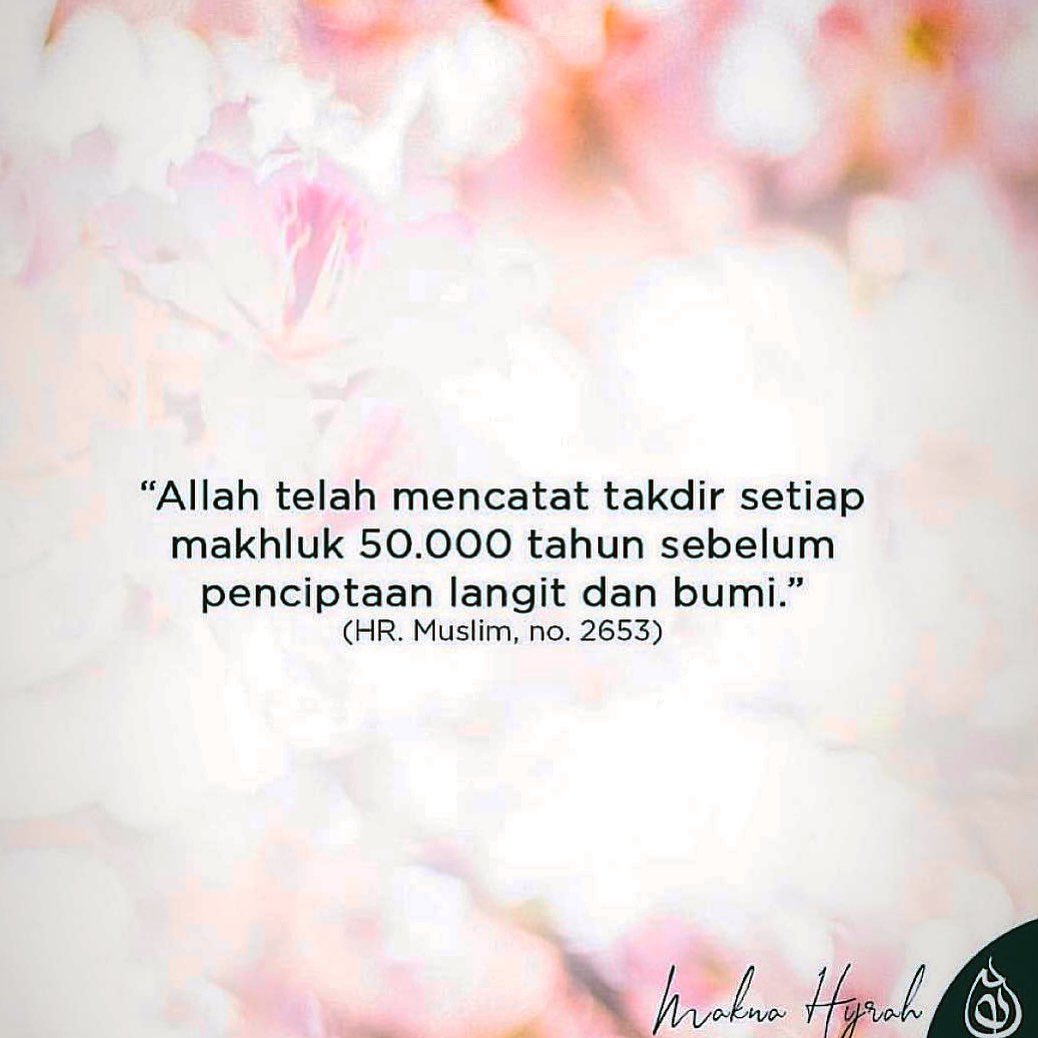 “Allah telah mencatat takdir setiap
makhluk 50.000 tahun sebelum
penciptaan langit dan bumi.”
(HR. Muslim, no. 2653)
Makna Hyrah